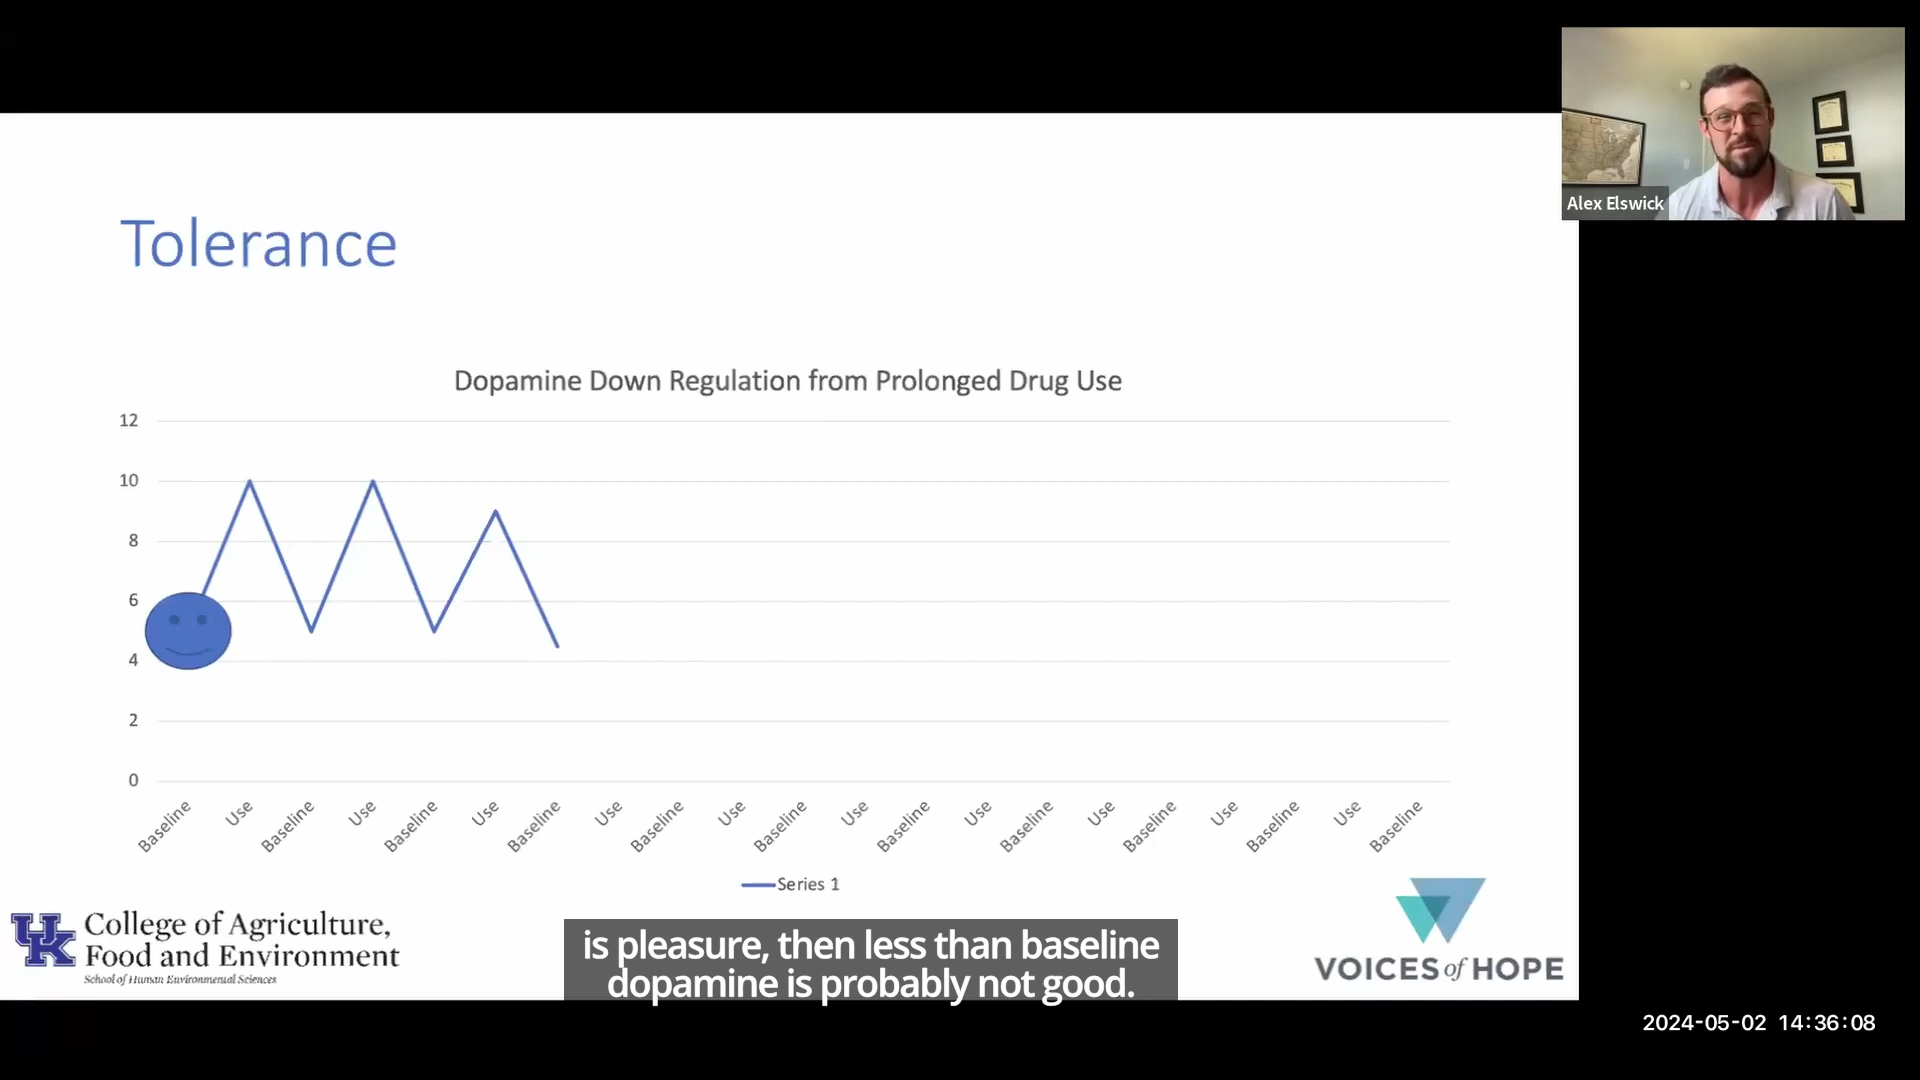 Alex Elswick
Tolerance
Dopamine Down Regulation from Prolonged Drug Use
12
10
8
6
4
2
0
Baseline
Use
Baseline
Use
Baseline
Use
Baseline
Use
Baseline
Use
Baseline
Use
Baseline
Use
Baseline
Use
Baseline
Use
Baseline
Use
Baseline
Series 1
UK
College of Agriculture,
Food and Environment
School of Human Environmental Sciences
is pleasure, then less than baseline
dopamine is probably not good.
VOICES of HOPE
2024-05-02 14:36:08